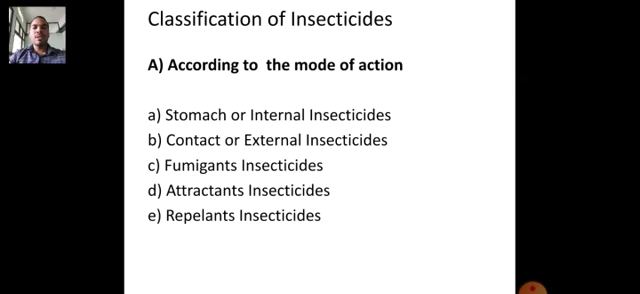 Classification of Insecticides
A) According to the mode of action
a) Stomach or Internal Insecticides
b) Contact or External Insecticides
c) Fumigants Insecticides
d) Attractants Insecticides
e) Repelants Insecticides